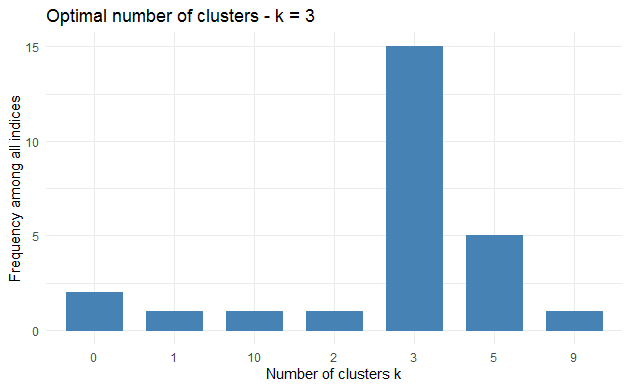 Optimal number of clusters - k = 3
Frequency among all indices
15
10
5
0
0 1 10 2 3 5 9
Number of clusters k